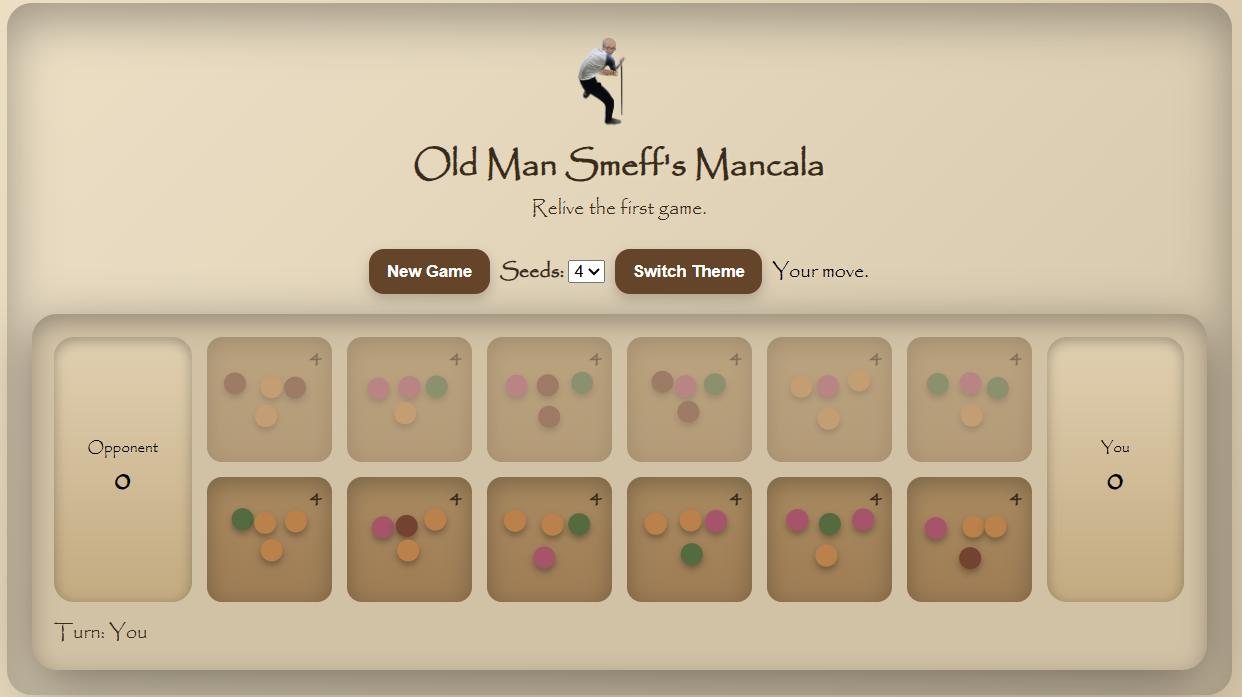 Old Man Smeff's Mancala
Relive the first game.
New Game Seeds: 4 Switch Theme Your move.
4 4 4 4 4 4
Opponent You
0 0
4 4 4 4 4 4
Turn: You